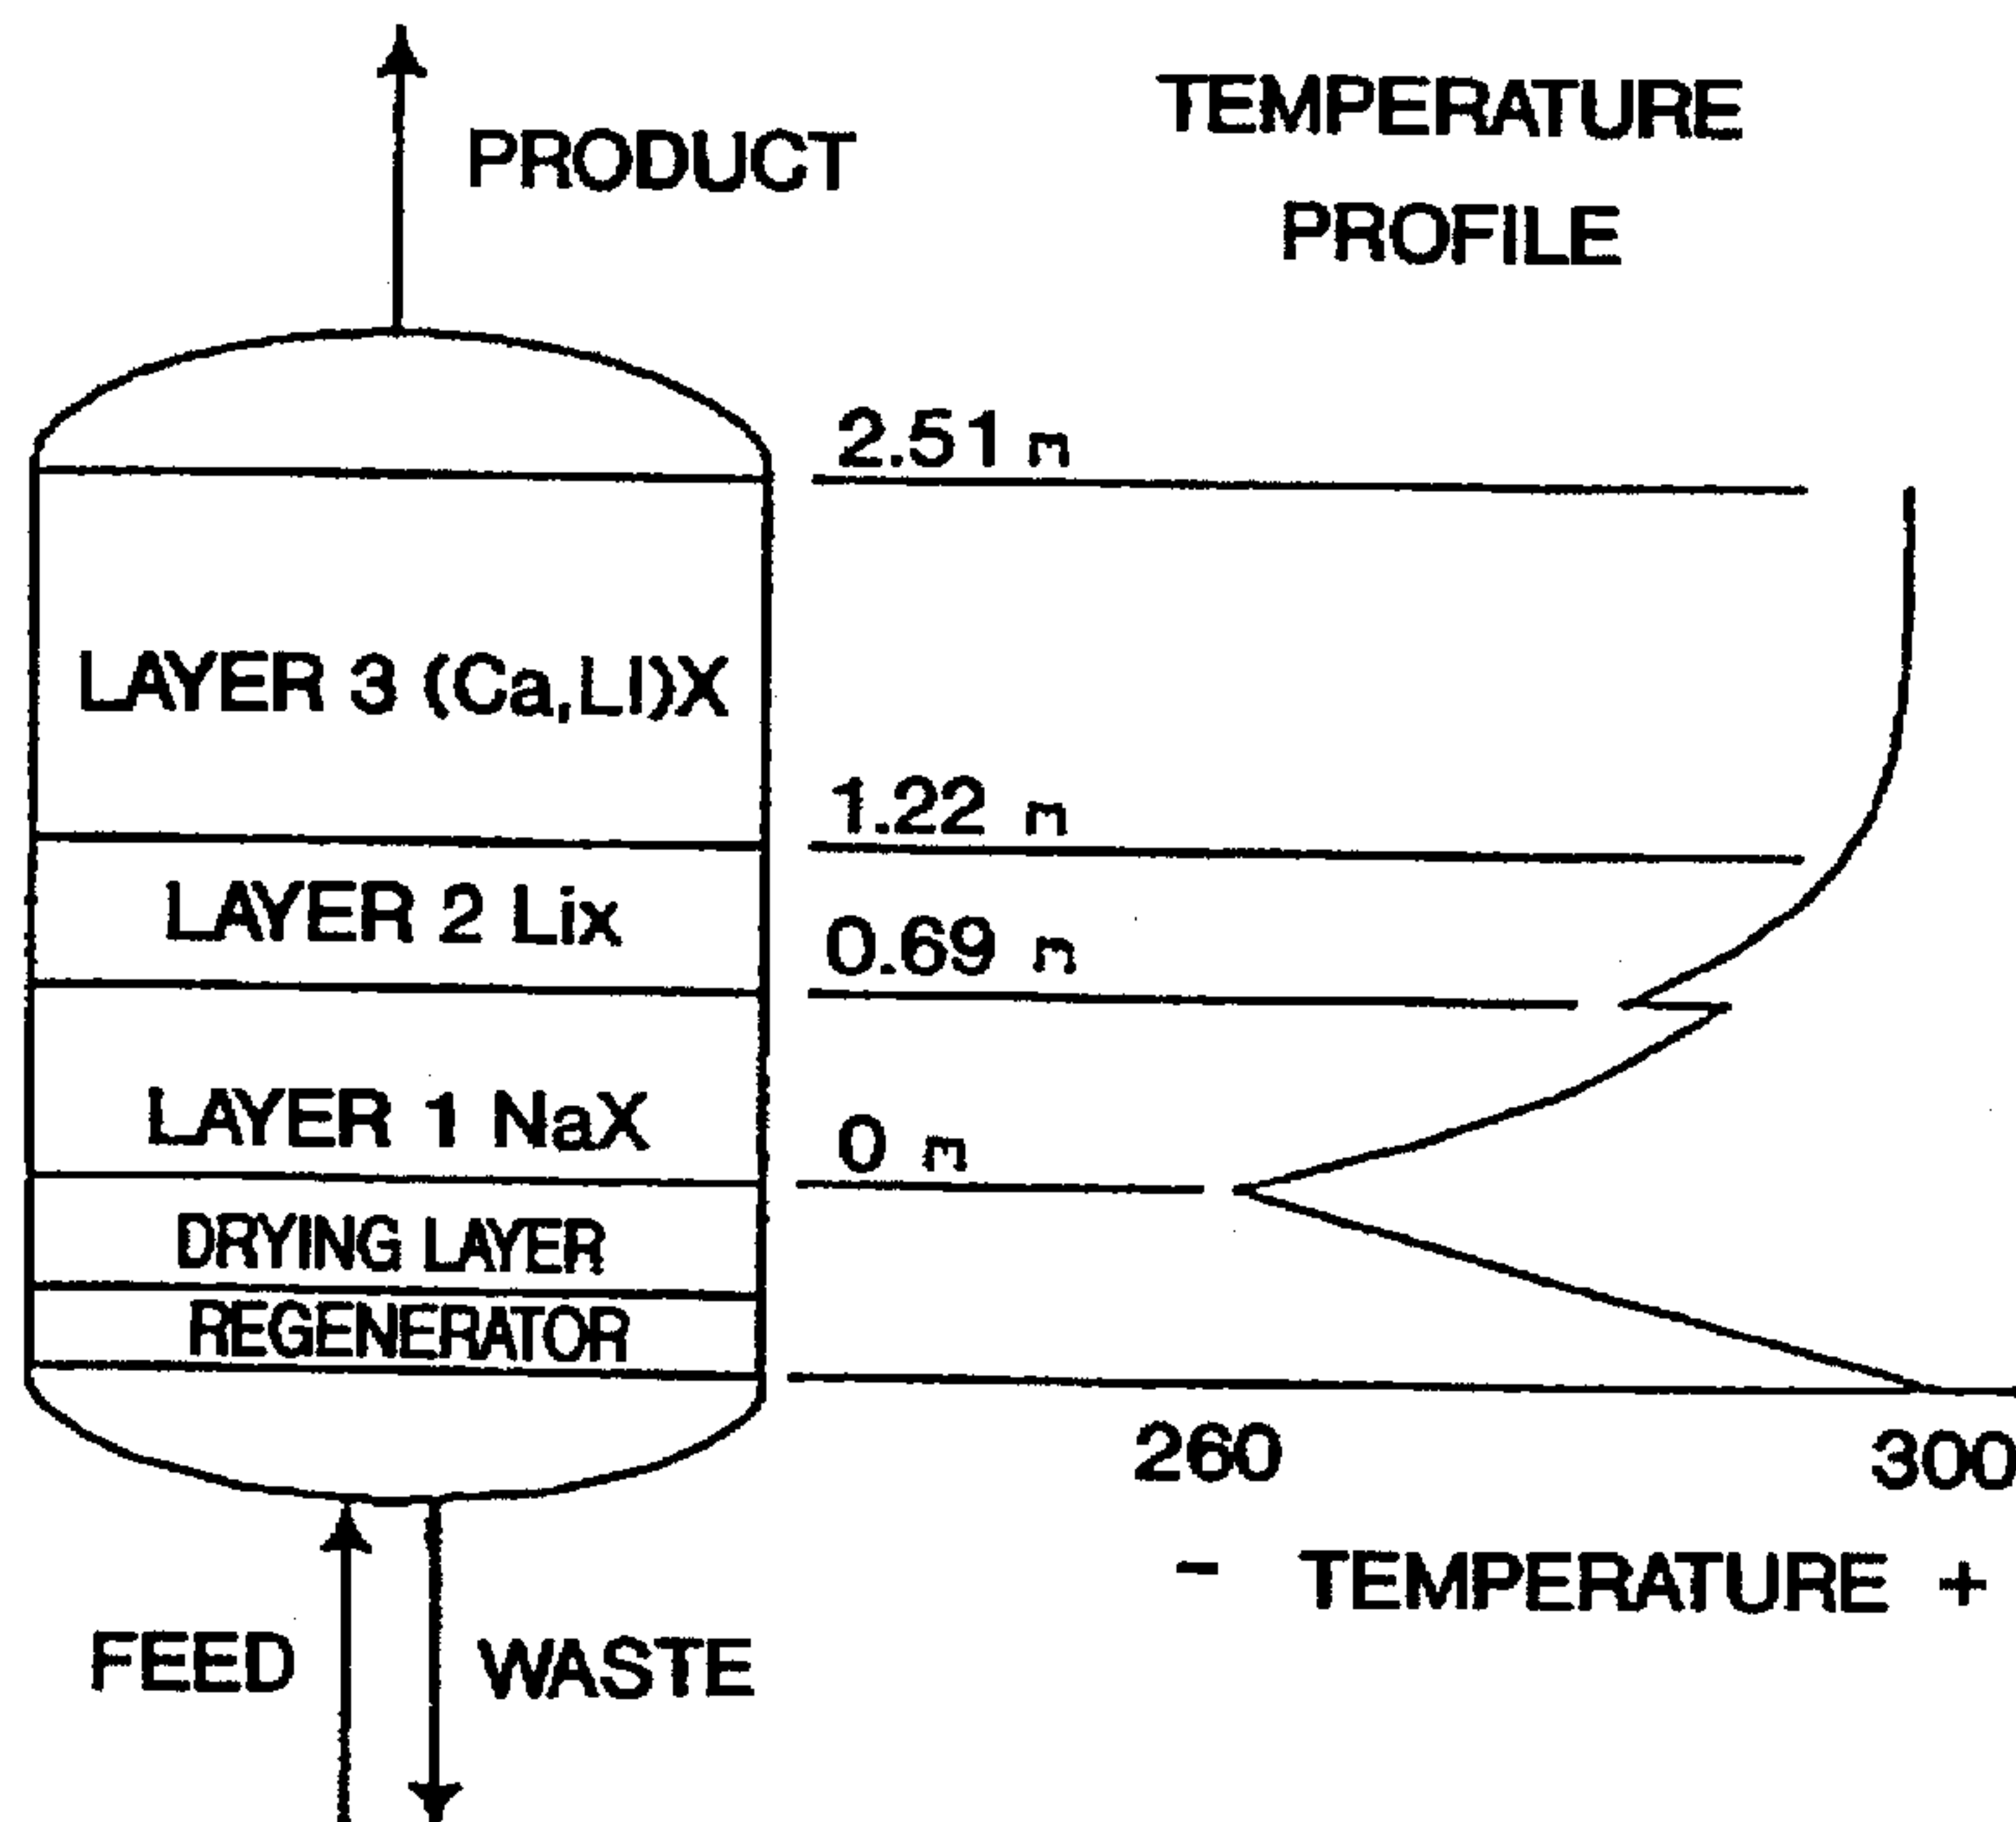 PRODUCT
TEMPERATURE
PROFILE
2.51 m
LAYER 3 (Ca,LI)X
1.22 m
LAYER 2 Lix
0.69 m
LAYER 1 NaX
0 m
DRYING LAYER
REGENERATOR
260
300
- TEMPERATURE +
FEED
WASTE